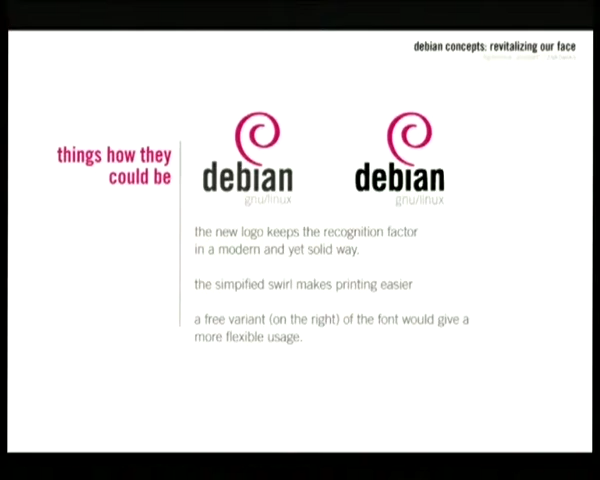 debian concepts: revitalizing our face
things how they
could be
debian
gnu/linux
debian
gnu/linux
the new logo keeps the recognition factor
in a modern and yet solid way.
the simpified swirl makes printing easier
a free variant (on the right) of the font would give a
more flexible usage.